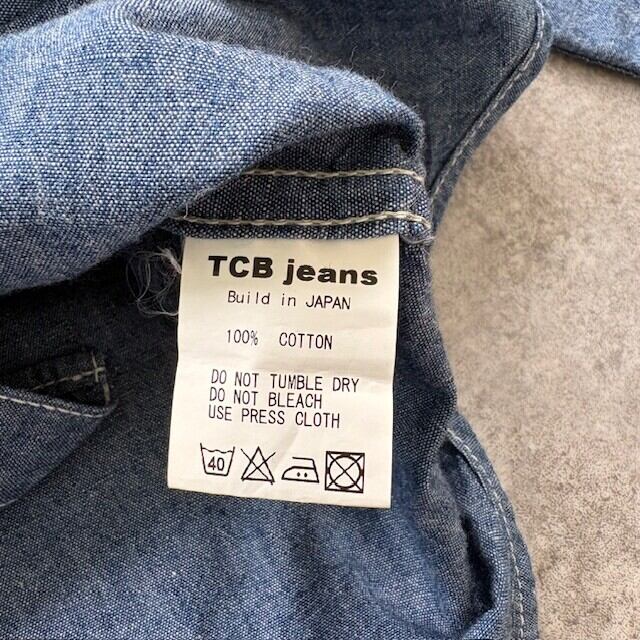 TCB jeans
Build in JAPAN
100% COTTON
DO NOT TUMBLE DRY
DO NOT BLEACH
USE PRESS CLOTH
40